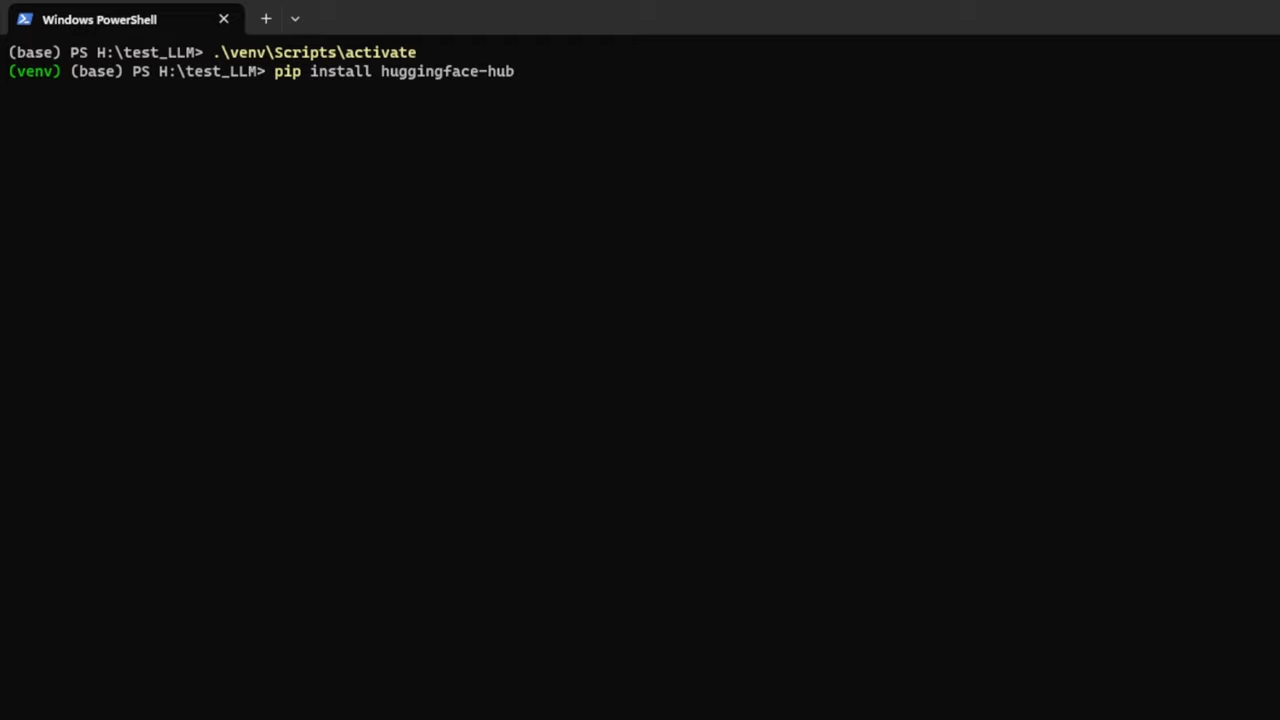 Windows PowerShell
(base) PS H:\test_LLM> .\venv\Scripts\activate
(venv) (base) PS H:\test_LLM> pip install huggingface-hub